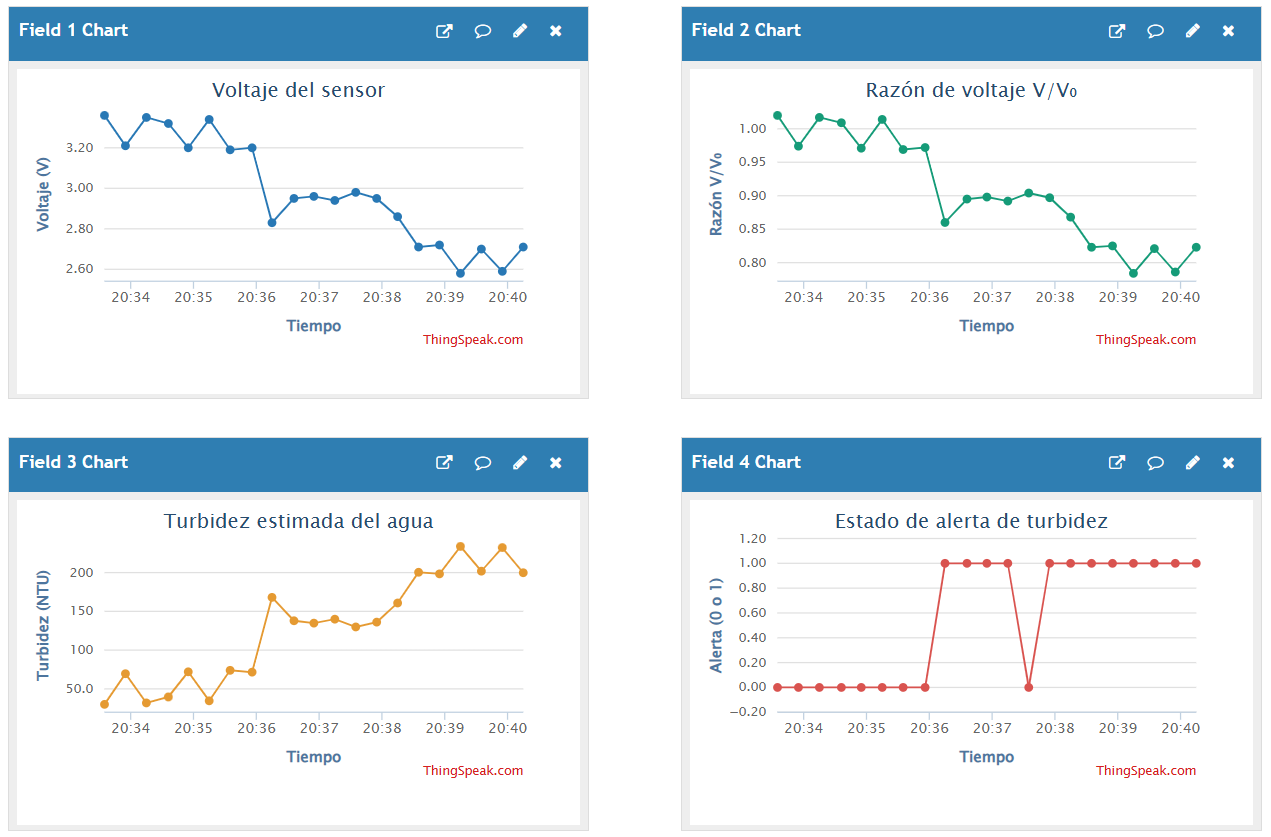 Field 1 Chart
Voltaje del sensor
Voltaje (V)
3.20
3.00
2.80
2.60
20:34 20:35 20:36 20:37 20:38 20:39 20:40
Tiempo
ThingSpeak.com
Field 2 Chart
Razón de voltaje V/V₀
Razón V/V₀
1.00
0.95
0.90
0.85
0.80
20:34 20:35 20:36 20:37 20:38 20:39 20:40
Tiempo
ThingSpeak.com
Field 3 Chart
Turbidez estimada del agua
Turbidez (NTU)
200
150
100
50.0
20:34 20:35 20:36 20:37 20:38 20:39 20:40
Tiempo
ThingSpeak.com
Field 4 Chart
Estado de alerta de turbidez
Alerta (0 o 1)
1.20
1.00
0.80
0.60
0.40
0.20
0.00
−0.20
20:34 20:35 20:36 20:37 20:38 20:39 20:40
Tiempo
ThingSpeak.com